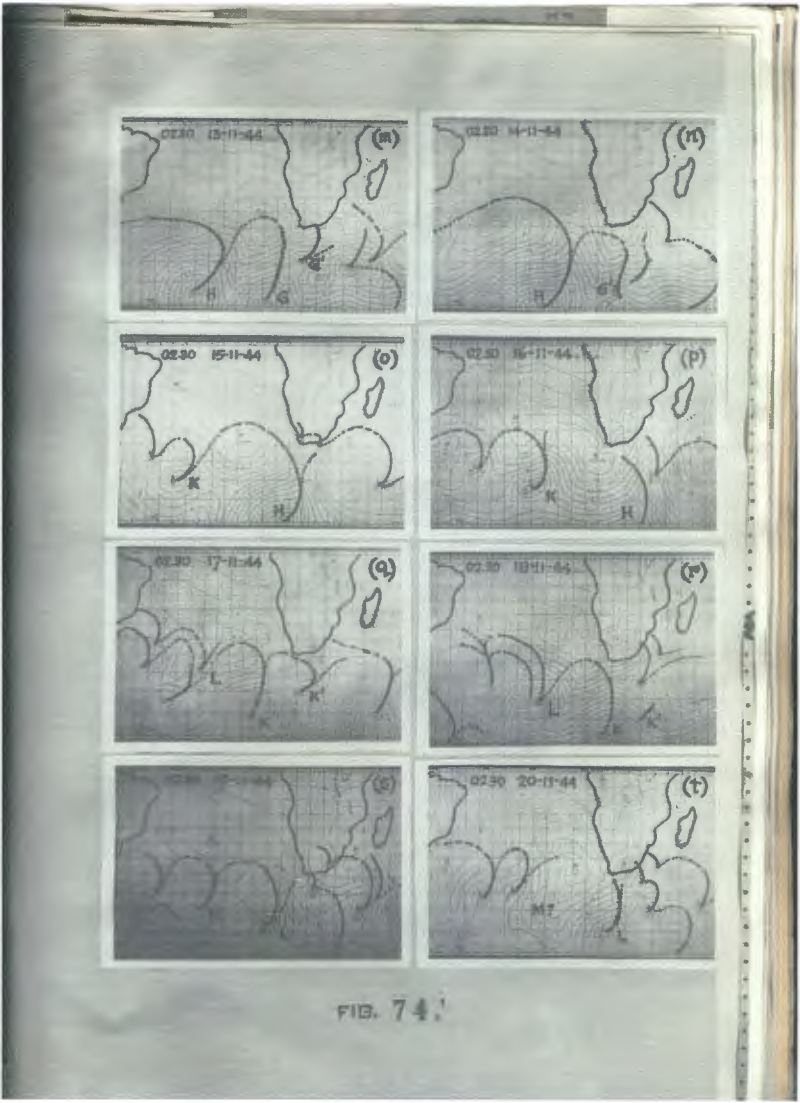 02.30 13-11-44 (m)
H G G'
02.30 14-11-44 (n)
H G'
02.30 15-11-44 (o)
K H
02.30 16-11-44 (p)
K H
02.30 17-11-44 (q)
L K K'
02.30 18-11-44 (r)
L K K'
(s)
02.30 20-11-44 (t)
M? L
FIG. 74.